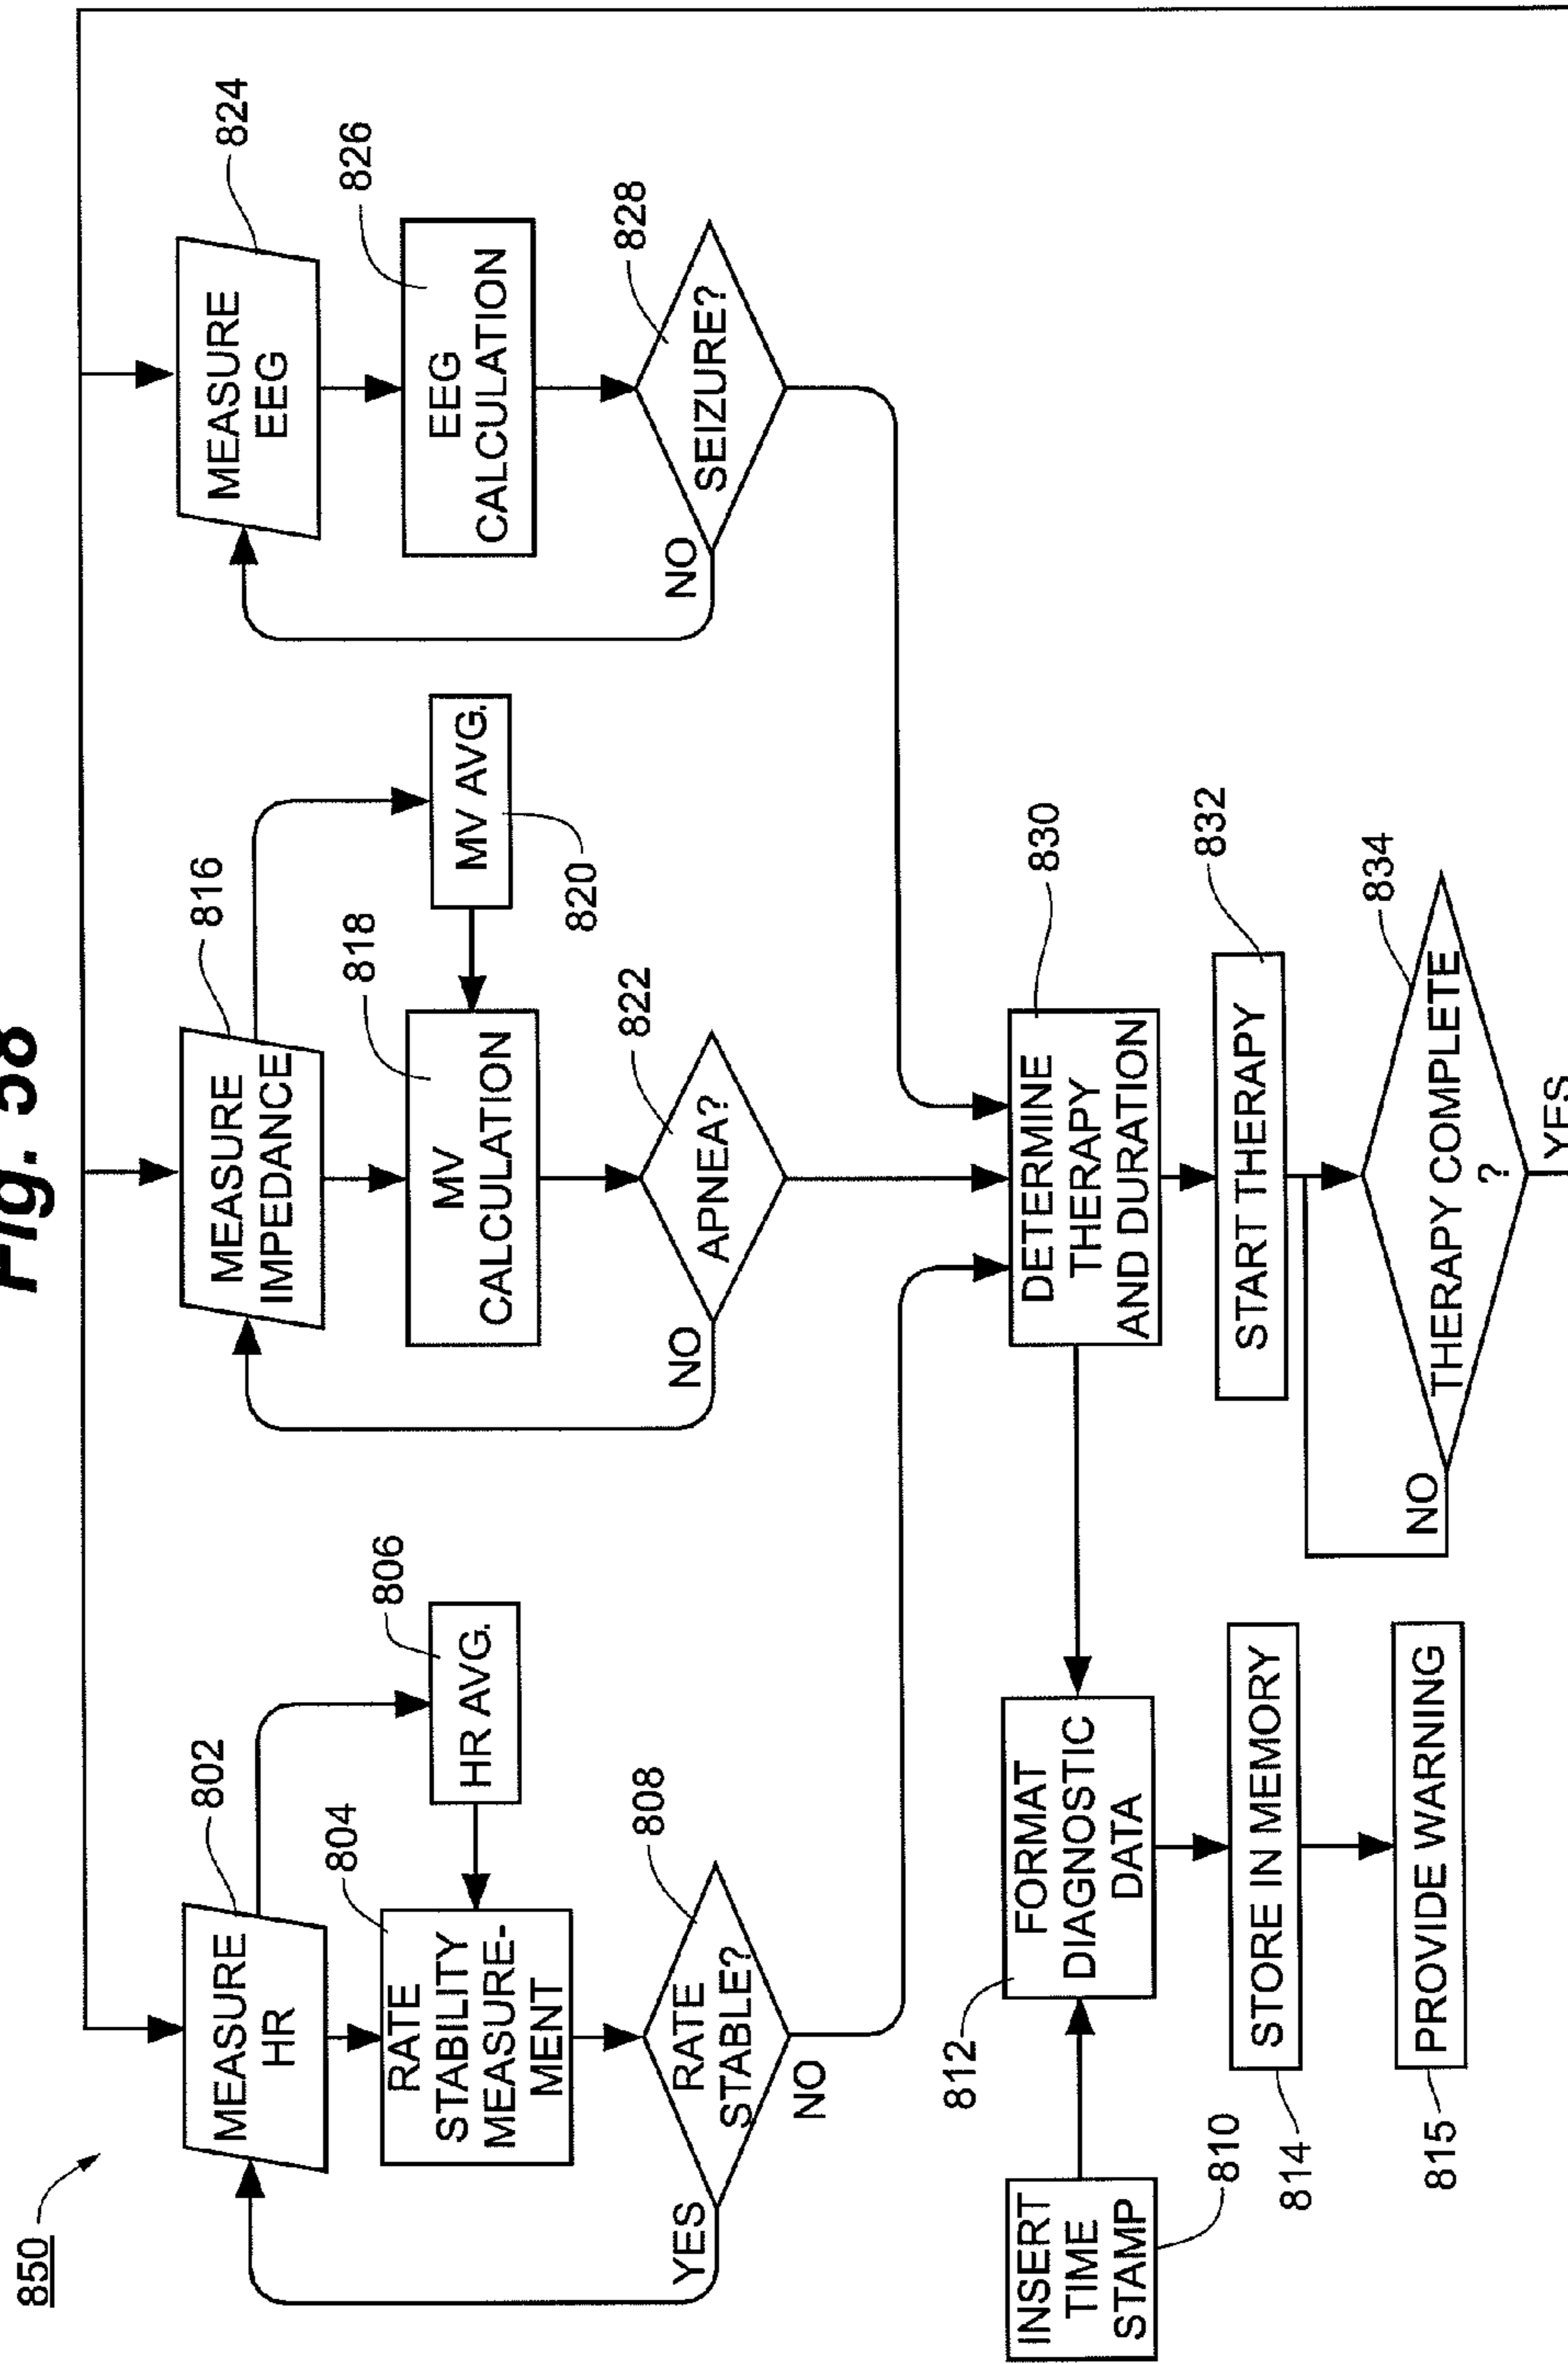 Fig. 58
850
MEASURE
HR
802
RATE
STABILITY
MEASURE-
MENT
804
HR AVG.
806
RATE
STABLE?
808
YES
NO
MEASURE
IMPEDANCE
816
MV
CALCULATION
818
MV AVG.
820
APNEA?
822
NO
MEASURE
EEG
824
EEG
CALCULATION
826
SEIZURE?
828
NO
INSERT
TIME
STAMP
810
FORMAT
DIAGNOSTIC
DATA
812
STORE IN MEMORY
814
PROVIDE WARNING
815
DETERMINE
THERAPY
AND DURATION
830
START THERAPY
832
THERAPY COMPLETE
?
834
NO
YES